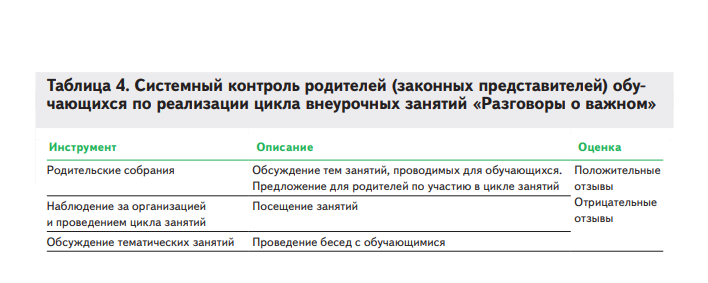 Таблица 4. Системный контроль родителей (законных представителей) обу-
чающихся по реализации цикла внеурочных занятий «Разговоры о важном»
Инструмент Описание Оценка
Родительские собрания Обсуждение тем занятий, проводимых для обучающихся. Положительные
Предложение для родителей по участию в цикле занятий отзывы
Наблюдение за организацией Посещение занятий Отрицательные
и проведением цикла занятий отзывы
Обсуждение тематических занятий Проведение бесед с обучающимися